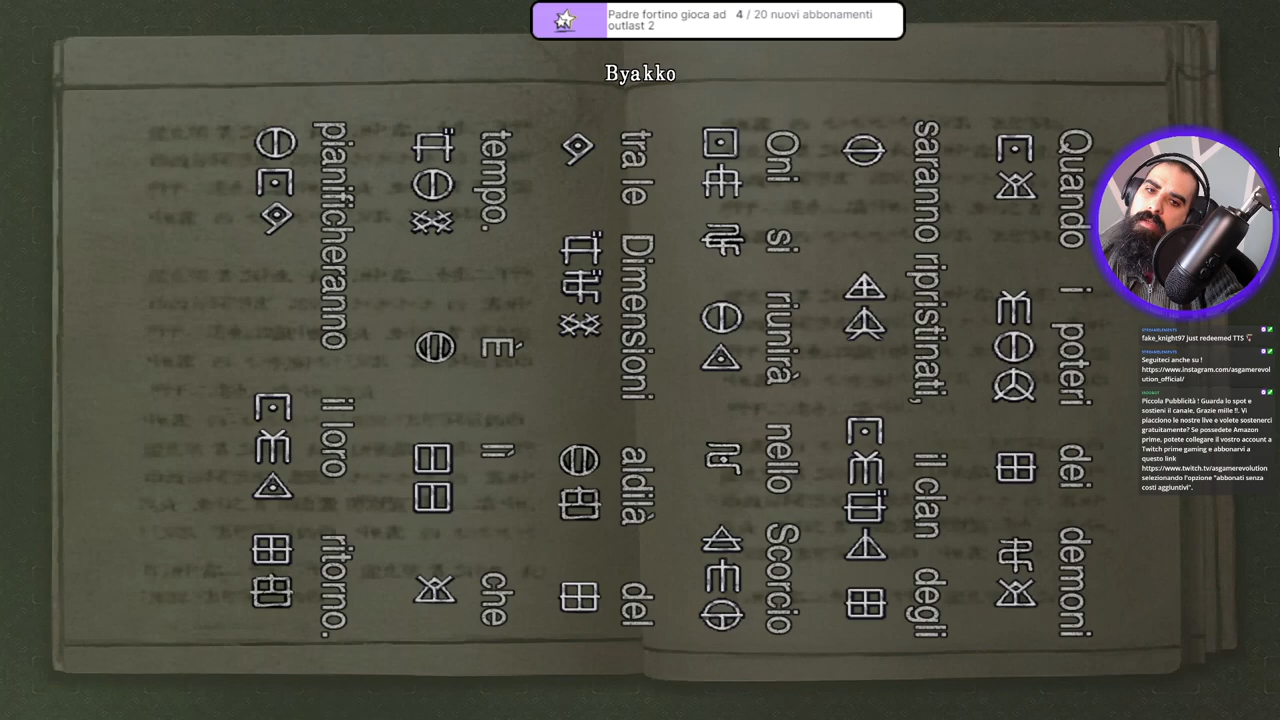 Padre fortino gioca ad outlast 2
4 / 20 nuovi abbonamenti
Byakko
Quando i poteri dei demoni
saranno ripristinati, il clan degli
Oni si riunirà nello Scorcio
tra le Dimensioni aldilà del
tempo. È lì che
pianificheranno il loro ritorno.
fake_knight97 just redeemed TTS
Seguiteci anche su !
https://www.instagram.com/asgamerevol
ution_official/
Piccola Pubblicità ! Guarda lo spot e
sostieni il canale, Grazie mille !!. Vi
piacciono le nostre live e volete sostenerci
gratuitamente? Se possedete Amazon
prime, potete collegare il vostro account a
Twitch prime gaming e abbonarvi a
questo link
https://www.twitch.tv/asgamerevolution
selezionando l'opzione "abbonati senza
costi aggiuntivi".